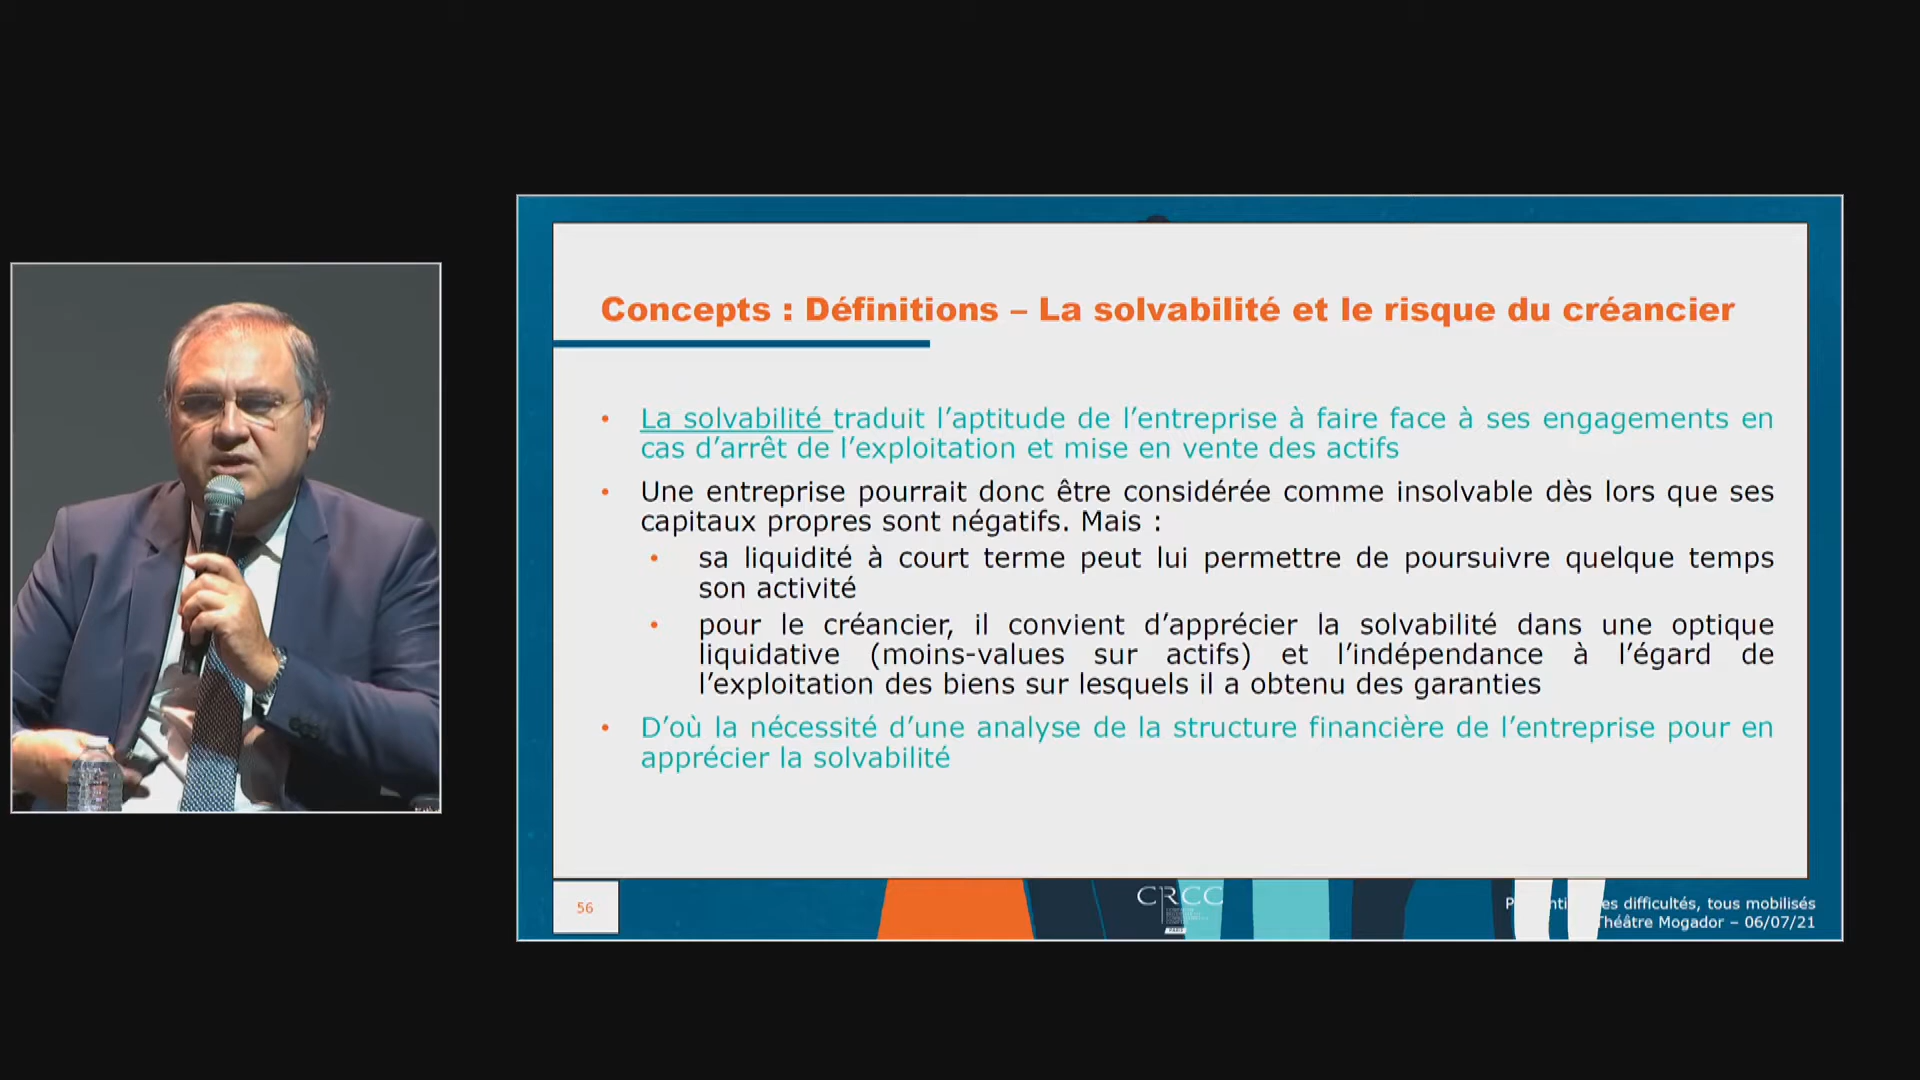 Concepts : Définitions – La solvabilité et le risque du créancier
• La solvabilité traduit l’aptitude de l’entreprise à faire face à ses engagements en
cas d’arrêt de l’exploitation et mise en vente des actifs
• Une entreprise pourrait donc être considérée comme insolvable dès lors que ses
capitaux propres sont négatifs. Mais :
• sa liquidité à court terme peut lui permettre de poursuivre quelque temps
son activité
• pour le créancier, il convient d’apprécier la solvabilité dans une optique
liquidative (moins-values sur actifs) et l’indépendance à l’égard de
l’exploitation des biens sur lesquels il a obtenu des garanties
• D’où la nécessité d’une analyse de la structure financière de l’entreprise pour en
apprécier la solvabilité
56
CRCC
PARIS
difficultés, tous mobilisés
Théâtre Mogador – 06/07/21